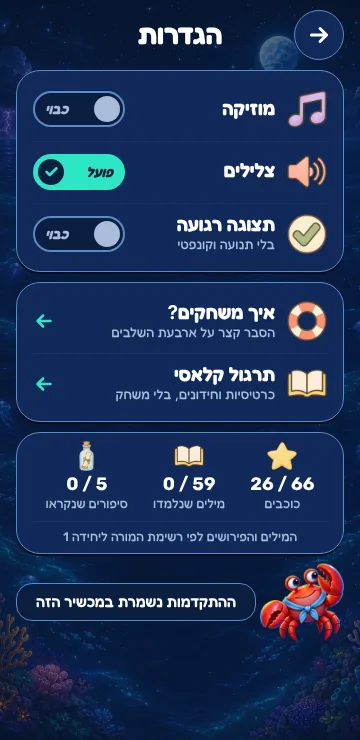 הגדרות
מוזיקה
כבוי
צלילים
פועל
תצוגה רגועה
בלי תנועה וקונפטי
כבוי
איך משחקים?
הסבר קצר על ארבעת השלבים
תרגול קלאסי
כרטיסיות וחידונים, בלי משחק
26 / 66
כוכבים
0 / 59
מילים שנלמדו
0 / 5
סיפורים שנקראו
המילים והפירושים לפי רשימת המורה ליחידה 1
ההתקדמות נשמרת במכשיר הזה